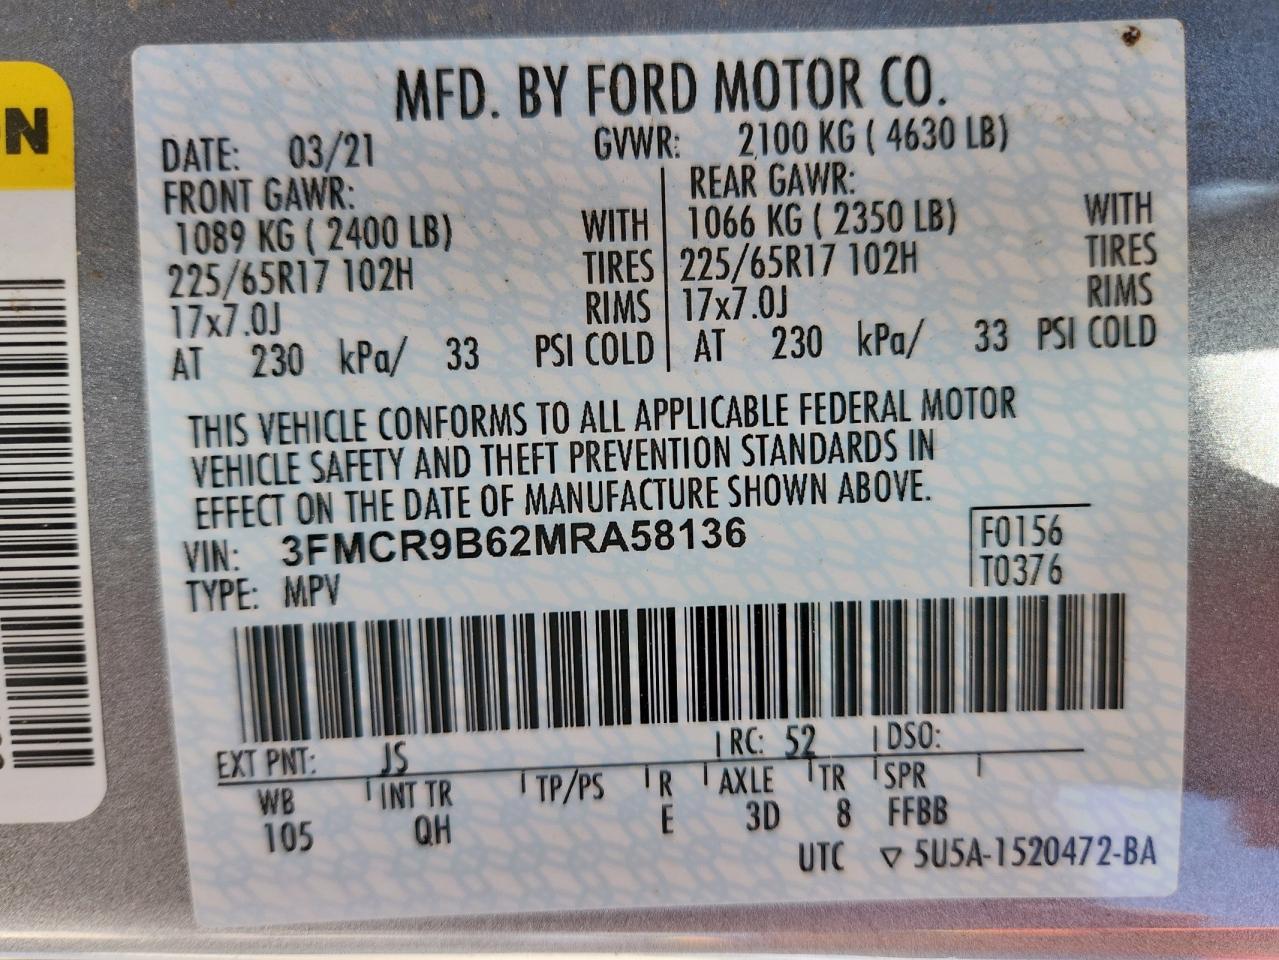 MFD. BY FORD MOTOR CO.
DATE: 03/21 GVWR: 2100 KG ( 4630 LB)
FRONT GAWR: REAR GAWR:
1089 KG ( 2400 LB) WITH 1066 KG ( 2350 LB) WITH
225/65R17 102H TIRES 225/65R17 102H TIRES
17x7.0J RIMS 17x7.0J RIMS
AT 230 kPa/ 33 PSI COLD AT 230 kPa/ 33 PSI COLD
THIS VEHICLE CONFORMS TO ALL APPLICABLE FEDERAL MOTOR
VEHICLE SAFETY AND THEFT PREVENTION STANDARDS IN
EFFECT ON THE DATE OF MANUFACTURE SHOWN ABOVE.
VIN: 3FMCR9B62MRA58136 F0156
TYPE: MPV T0376
EXT PNT: JS RC: 52 DSO:
WB INT TR TP/PS R AXLE TR SPR
105 QH E 3D 8 FFBB
UTC ▽ 5U5A-1520472-BA